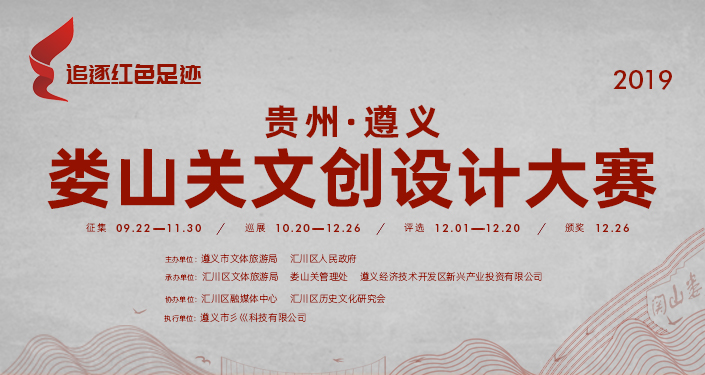 追逐红色足迹
2019
贵州·遵义
娄山关文创设计大赛
征集 09.22—11.30 / 巡展 10.20—12.26 / 评选 12.01—12.20 / 颁奖 12.26
主办单位: 遵义市文体旅游局 汇川区人民政府
承办单位: 汇川区文体旅游局 娄山关管理处 遵义经济技术开发区新兴产业投资有限公司
协办单位: 汇川区融媒体中心 汇川区历史文化研究会
执行单位: 遵义市彡巛科技有限公司
关山娄